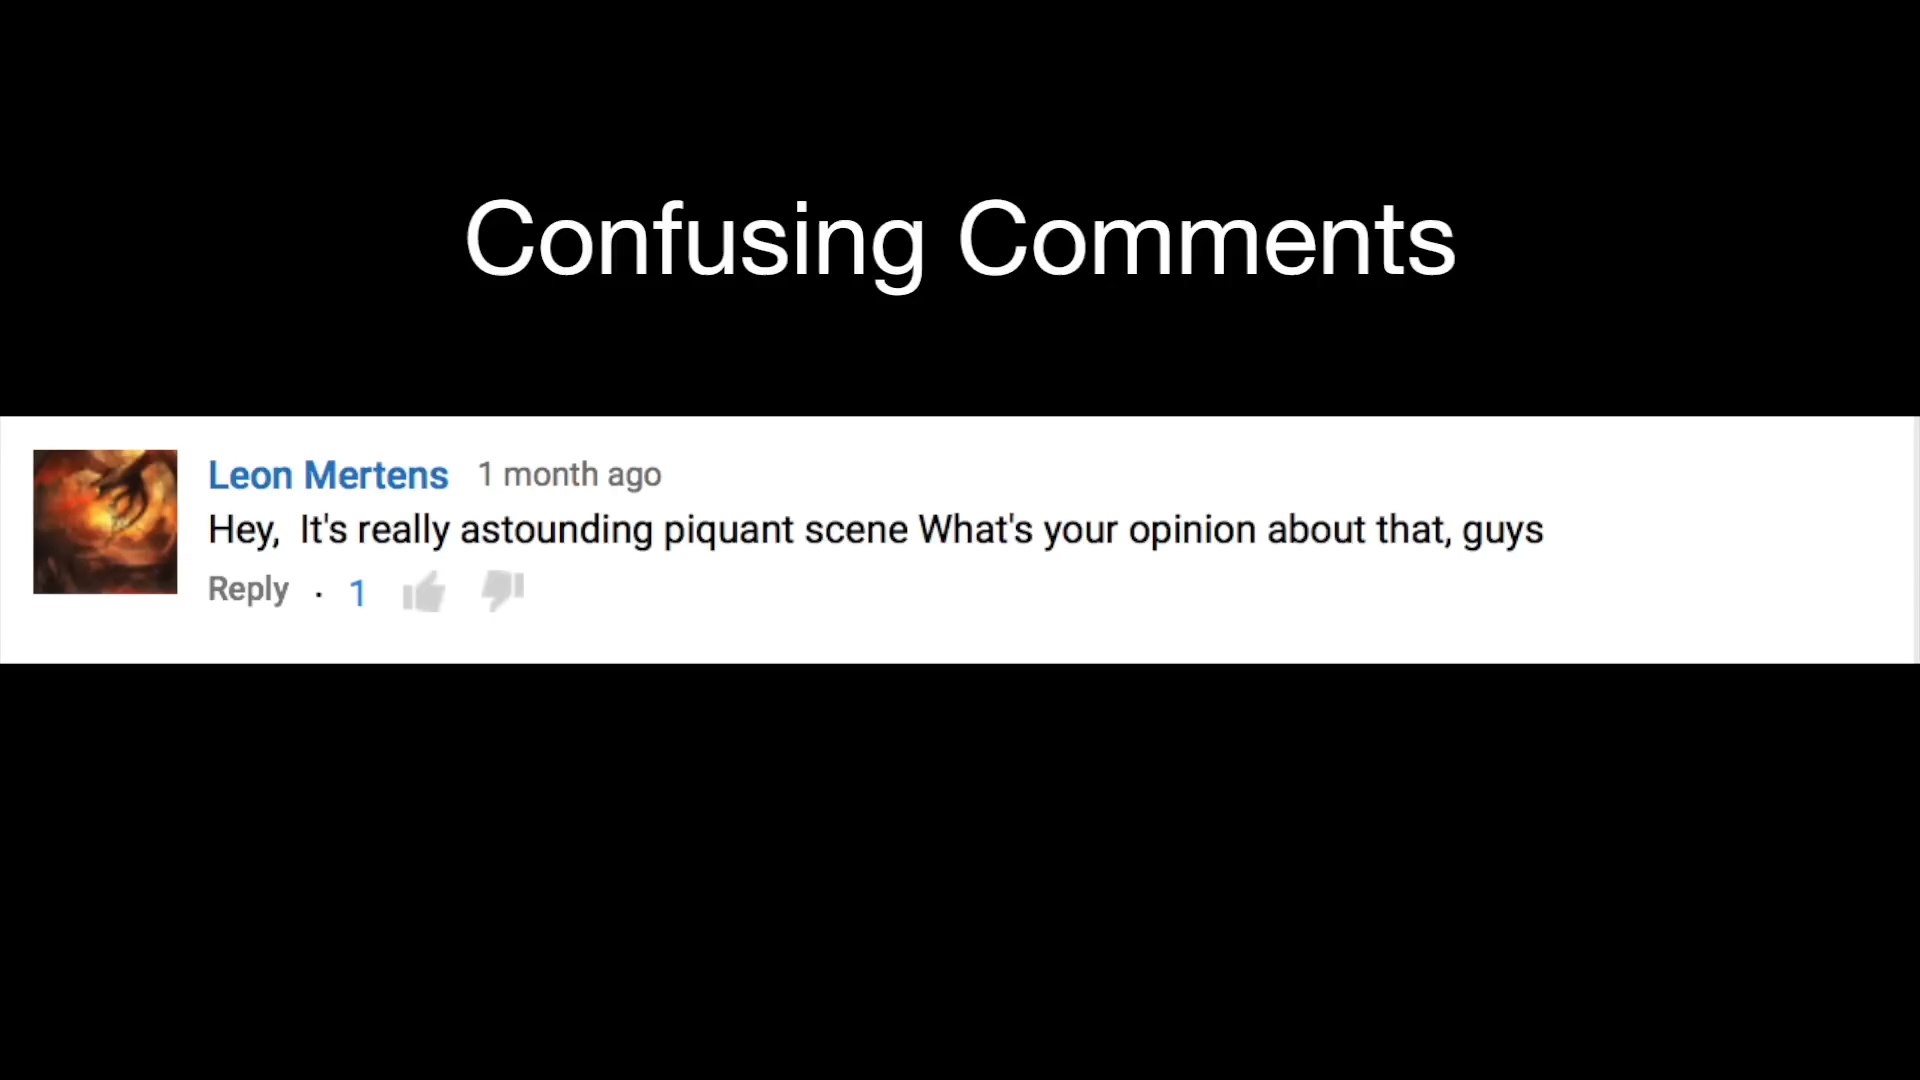 Confusing Comments
Leon Mertens 1 month ago
Hey,  It's really astounding piquant scene What's your opinion about that, guys
Reply · 1